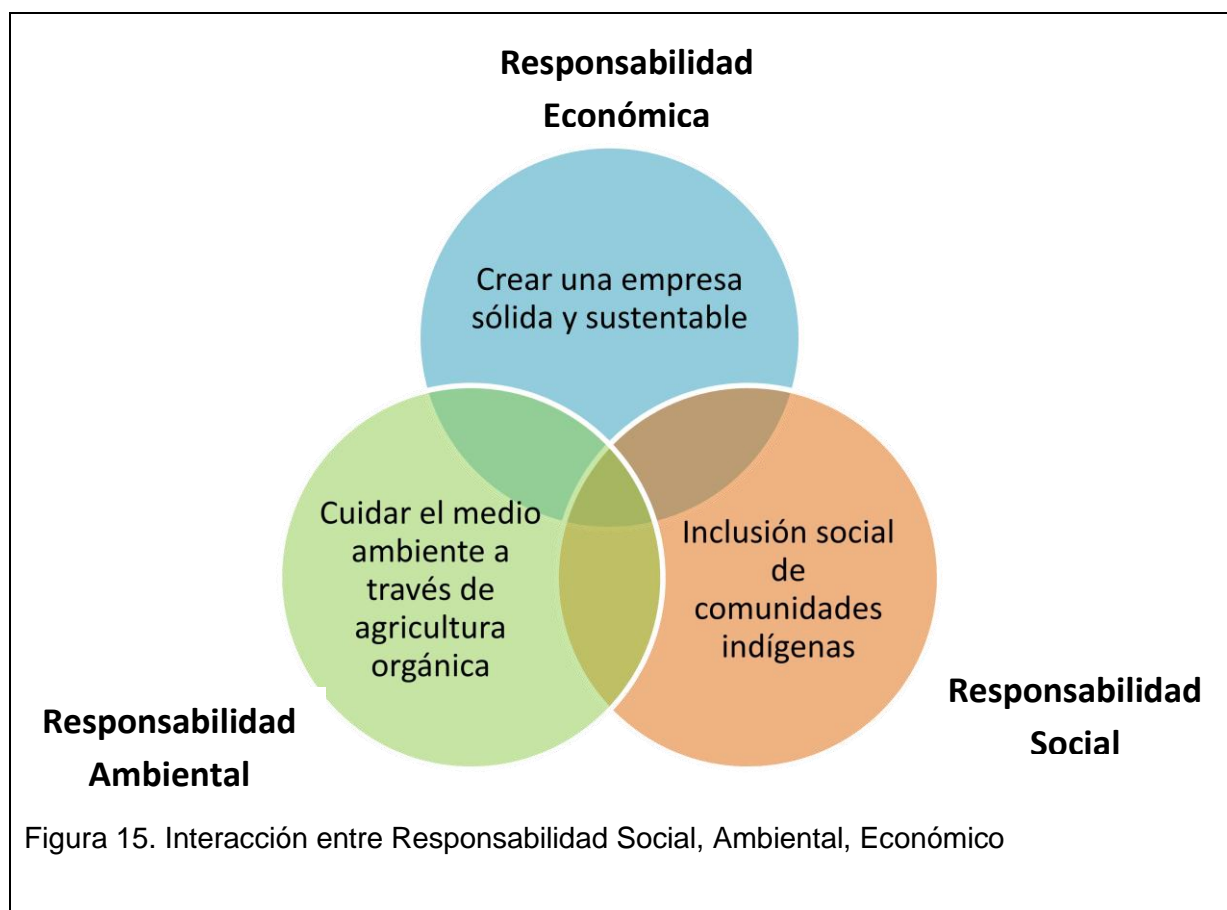 Responsabilidad
Económica
Crear una empresa
sólida y sustentable
Cuidar el medio
ambiente a
través de
agricultura
orgánica
Inclusión social
de
comunidades
indígenas
Responsabilidad
Ambiental
Responsabilidad
Social
Figura 15. Interacción entre Responsabilidad Social, Ambiental, Económico